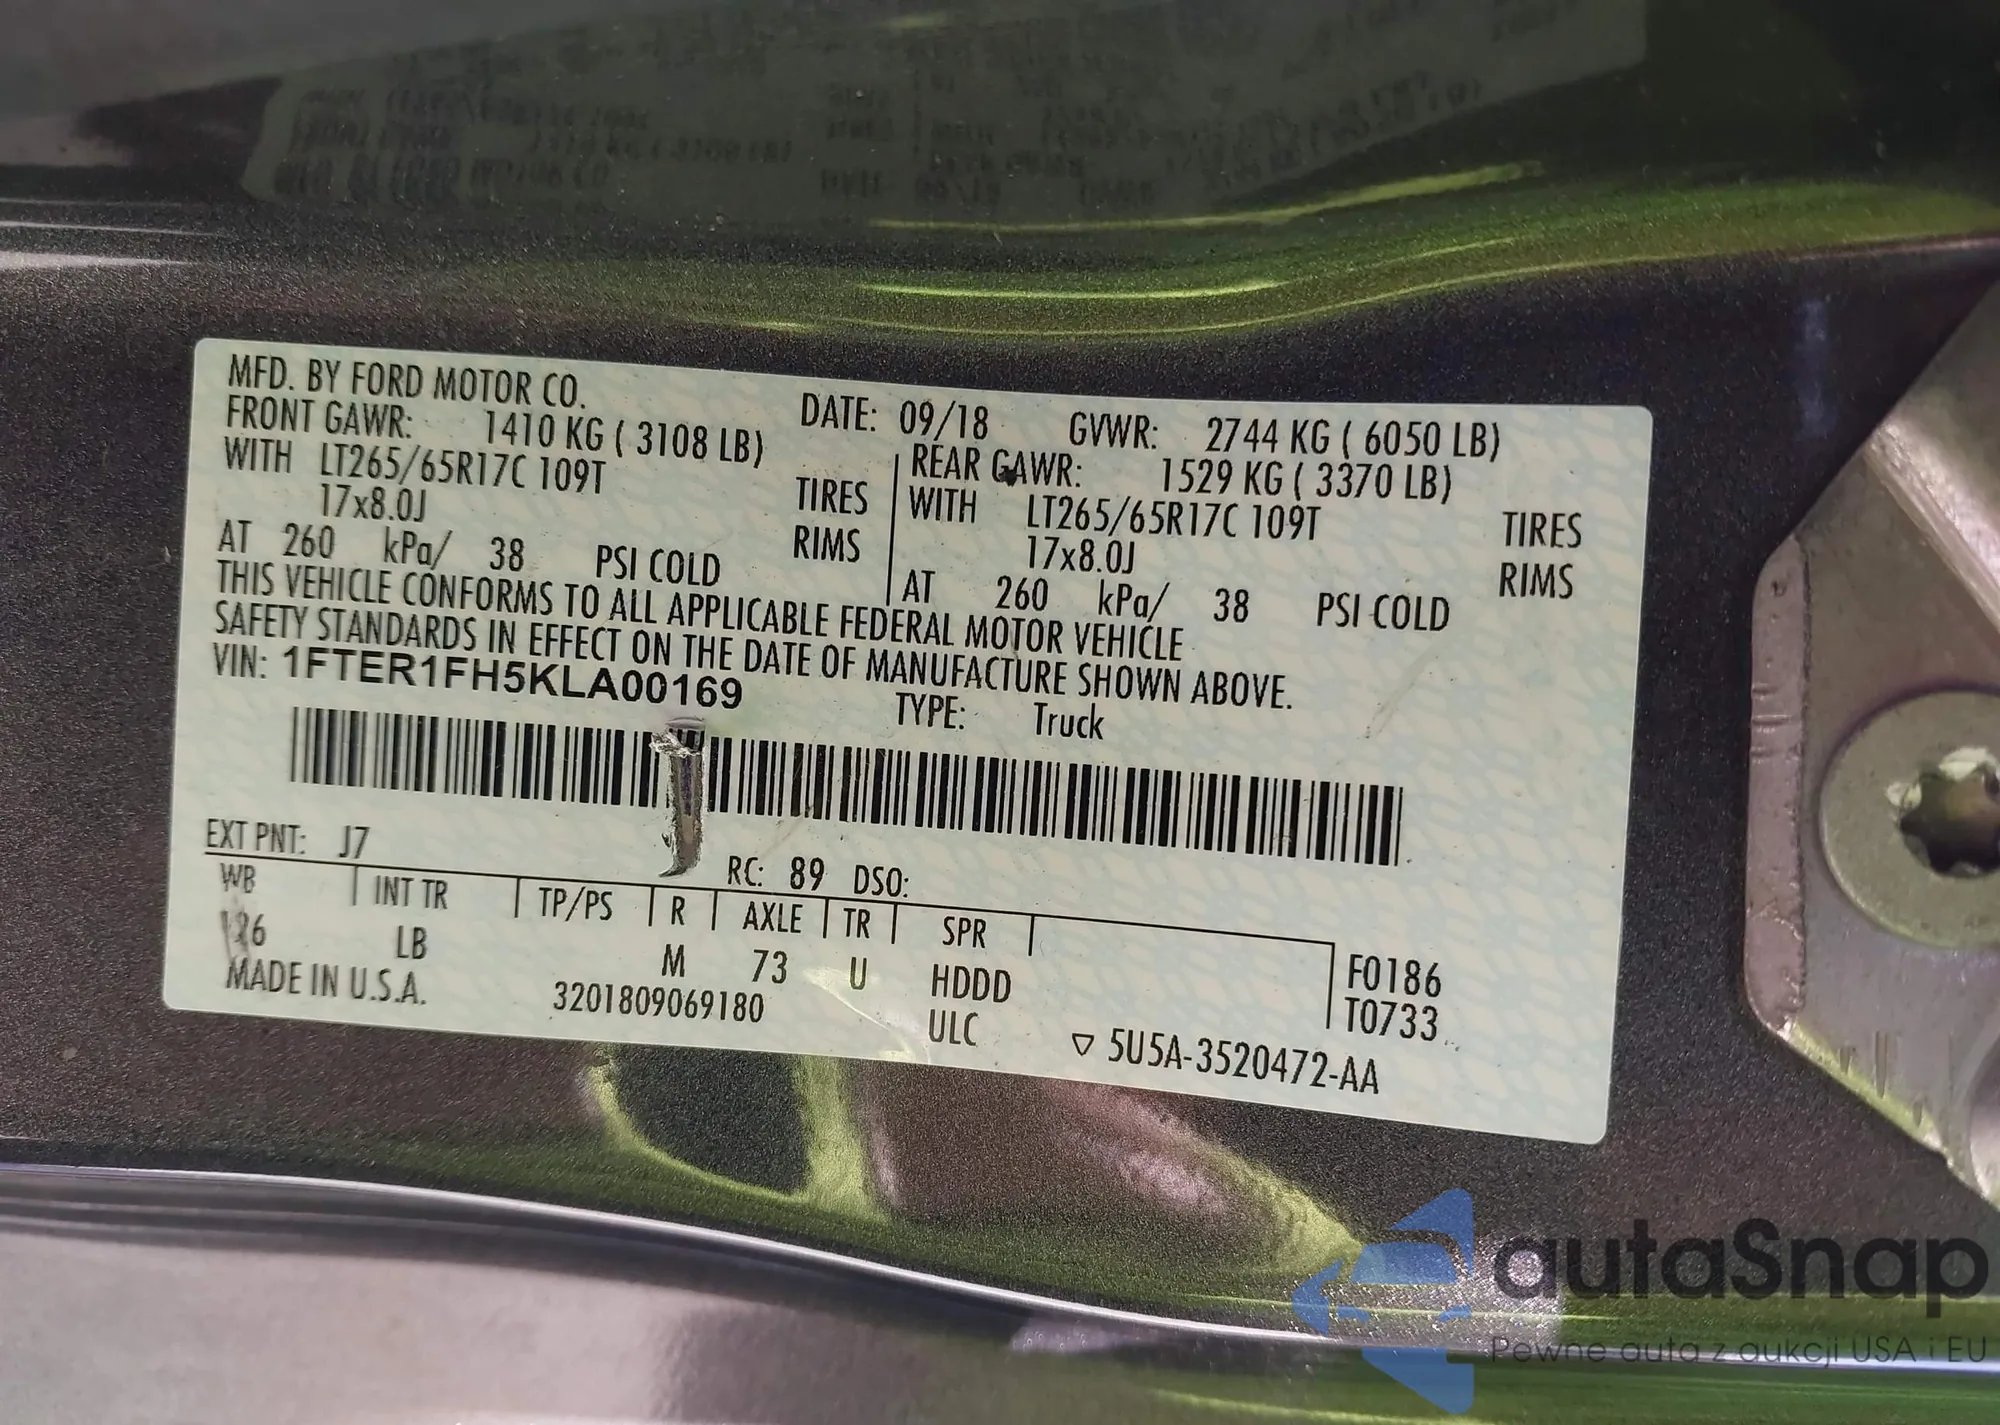 MFD. BY FORD MOTOR CO. DATE: 09/18 GVWR: 2744 KG ( 6050 LB)
FRONT GAWR: 1410 KG ( 3108 LB) REAR GAWR: 1529 KG ( 3370 LB)
WITH LT265/65R17C 109T TIRES WITH LT265/65R17C 109T TIRES
17x8.0J RIMS 17x8.0J RIMS
AT 260 kPa/ 38 PSI COLD AT 260 kPa/ 38 PSI COLD
THIS VEHICLE CONFORMS TO ALL APPLICABLE FEDERAL MOTOR VEHICLE
SAFETY STANDARDS IN EFFECT ON THE DATE OF MANUFACTURE SHOWN ABOVE.
VIN: 1FTER1FH5KLA00169 TYPE: Truck
EXT PNT: J7 RC: 89 DSO:
WB INT TR TP/PS R AXLE TR SPR
126 LB M 73 U HDDD F0186
ULC T0733
MADE IN U.S.A. 3201809069180 ▽ 5U5A-3520472-AA
autaSnap
Pewne auta z aukcji USA i EU